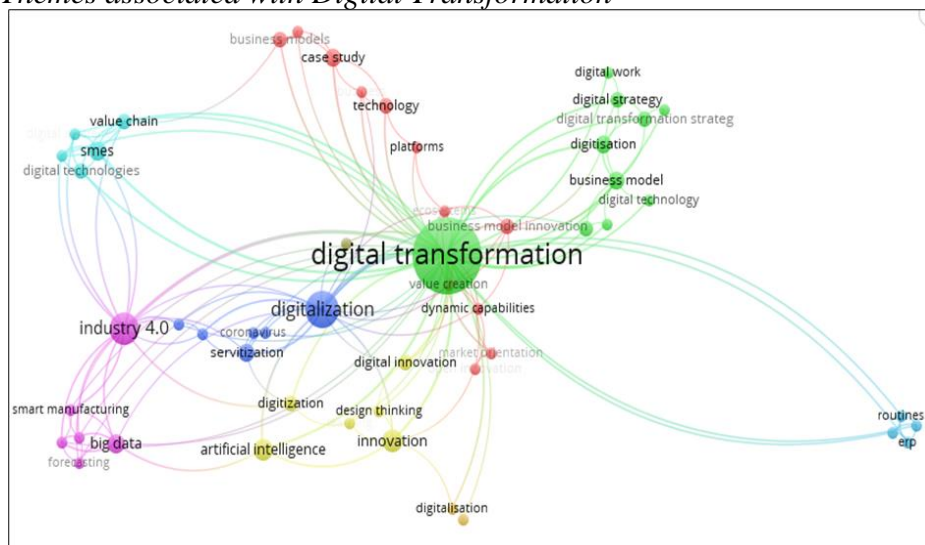 Themes associated with Digital Transformation
business models
case study
digital work
technology
digital strategy
digital transformation strateg
value chain
platforms
digitisation
smes
digital technologies
business model
digital technology
ecosystems
business model innovation
digital transformation
value creation
digitalization
dynamic capabilities
industry 4.0
coronavirus
servitization
market orientation
digital innovation
digitization
design thinking
smart manufacturing
routines
big data
innovation
erp
artificial intelligence
forecasting
digitalisation